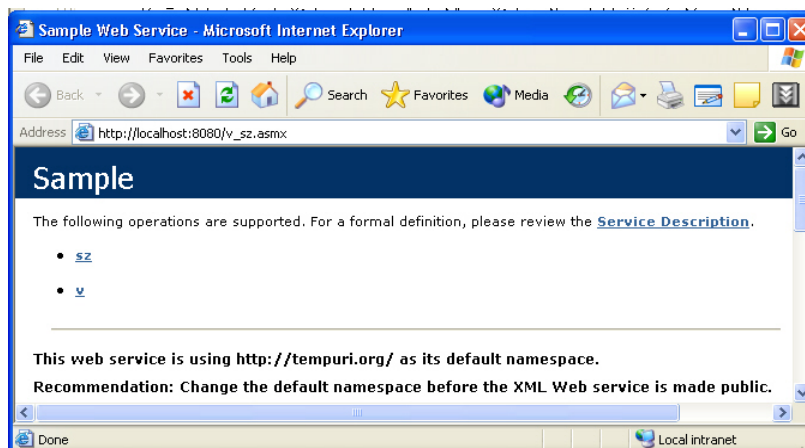 Sample Web Service - Microsoft Internet Explorer
File Edit View Favorites Tools Help
Back Search Favorites Media
Address http://localhost:8080/v_sz.asmx Go
Sample
The following operations are supported. For a formal definition, please review the Service Description.
sz
v
This web service is using http://tempuri.org/ as its default namespace.
Recommendation: Change the default namespace before the XML Web service is made public.
Done Local intranet